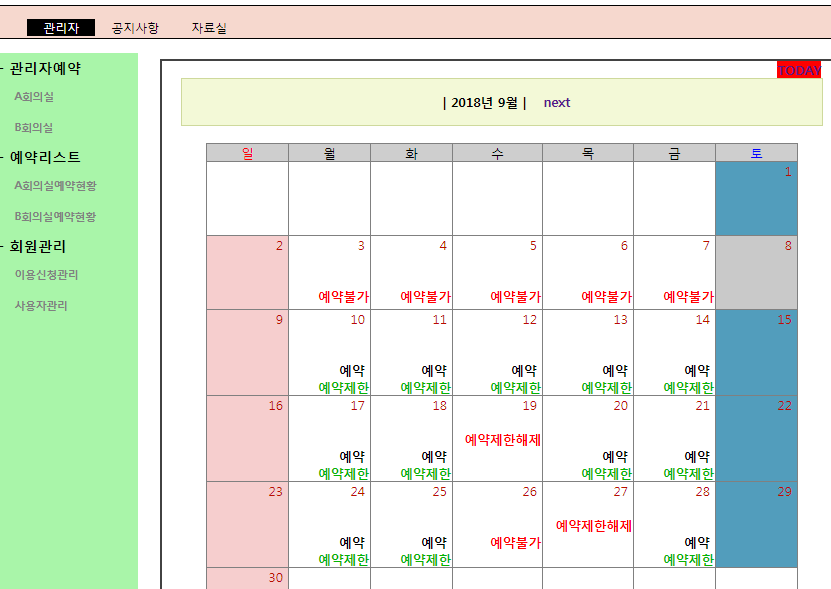 관리자 공지사항 자료실
- 관리자예약
A회의실
B회의실
- 예약리스트
A회의실예약현황
B회의실예약현황
- 회원관리
이용신청관리
사용자관리
TODAY
| 2018년 9월 | next
일 월 화 수 목 금 토
1
2 3 4 5 6 7 8
예약불가 예약불가 예약불가 예약불가 예약불가
9 10 11 12 13 14 15
예약 예약 예약 예약 예약
예약제한 예약제한 예약제한 예약제한 예약제한
16 17 18 19 20 21 22
예약제한해제
예약 예약 예약 예약
예약제한 예약제한 예약제한 예약제한
23 24 25 26 27 28 29
예약제한해제
예약 예약 예약불가 예약
예약제한 예약제한 예약제한
30